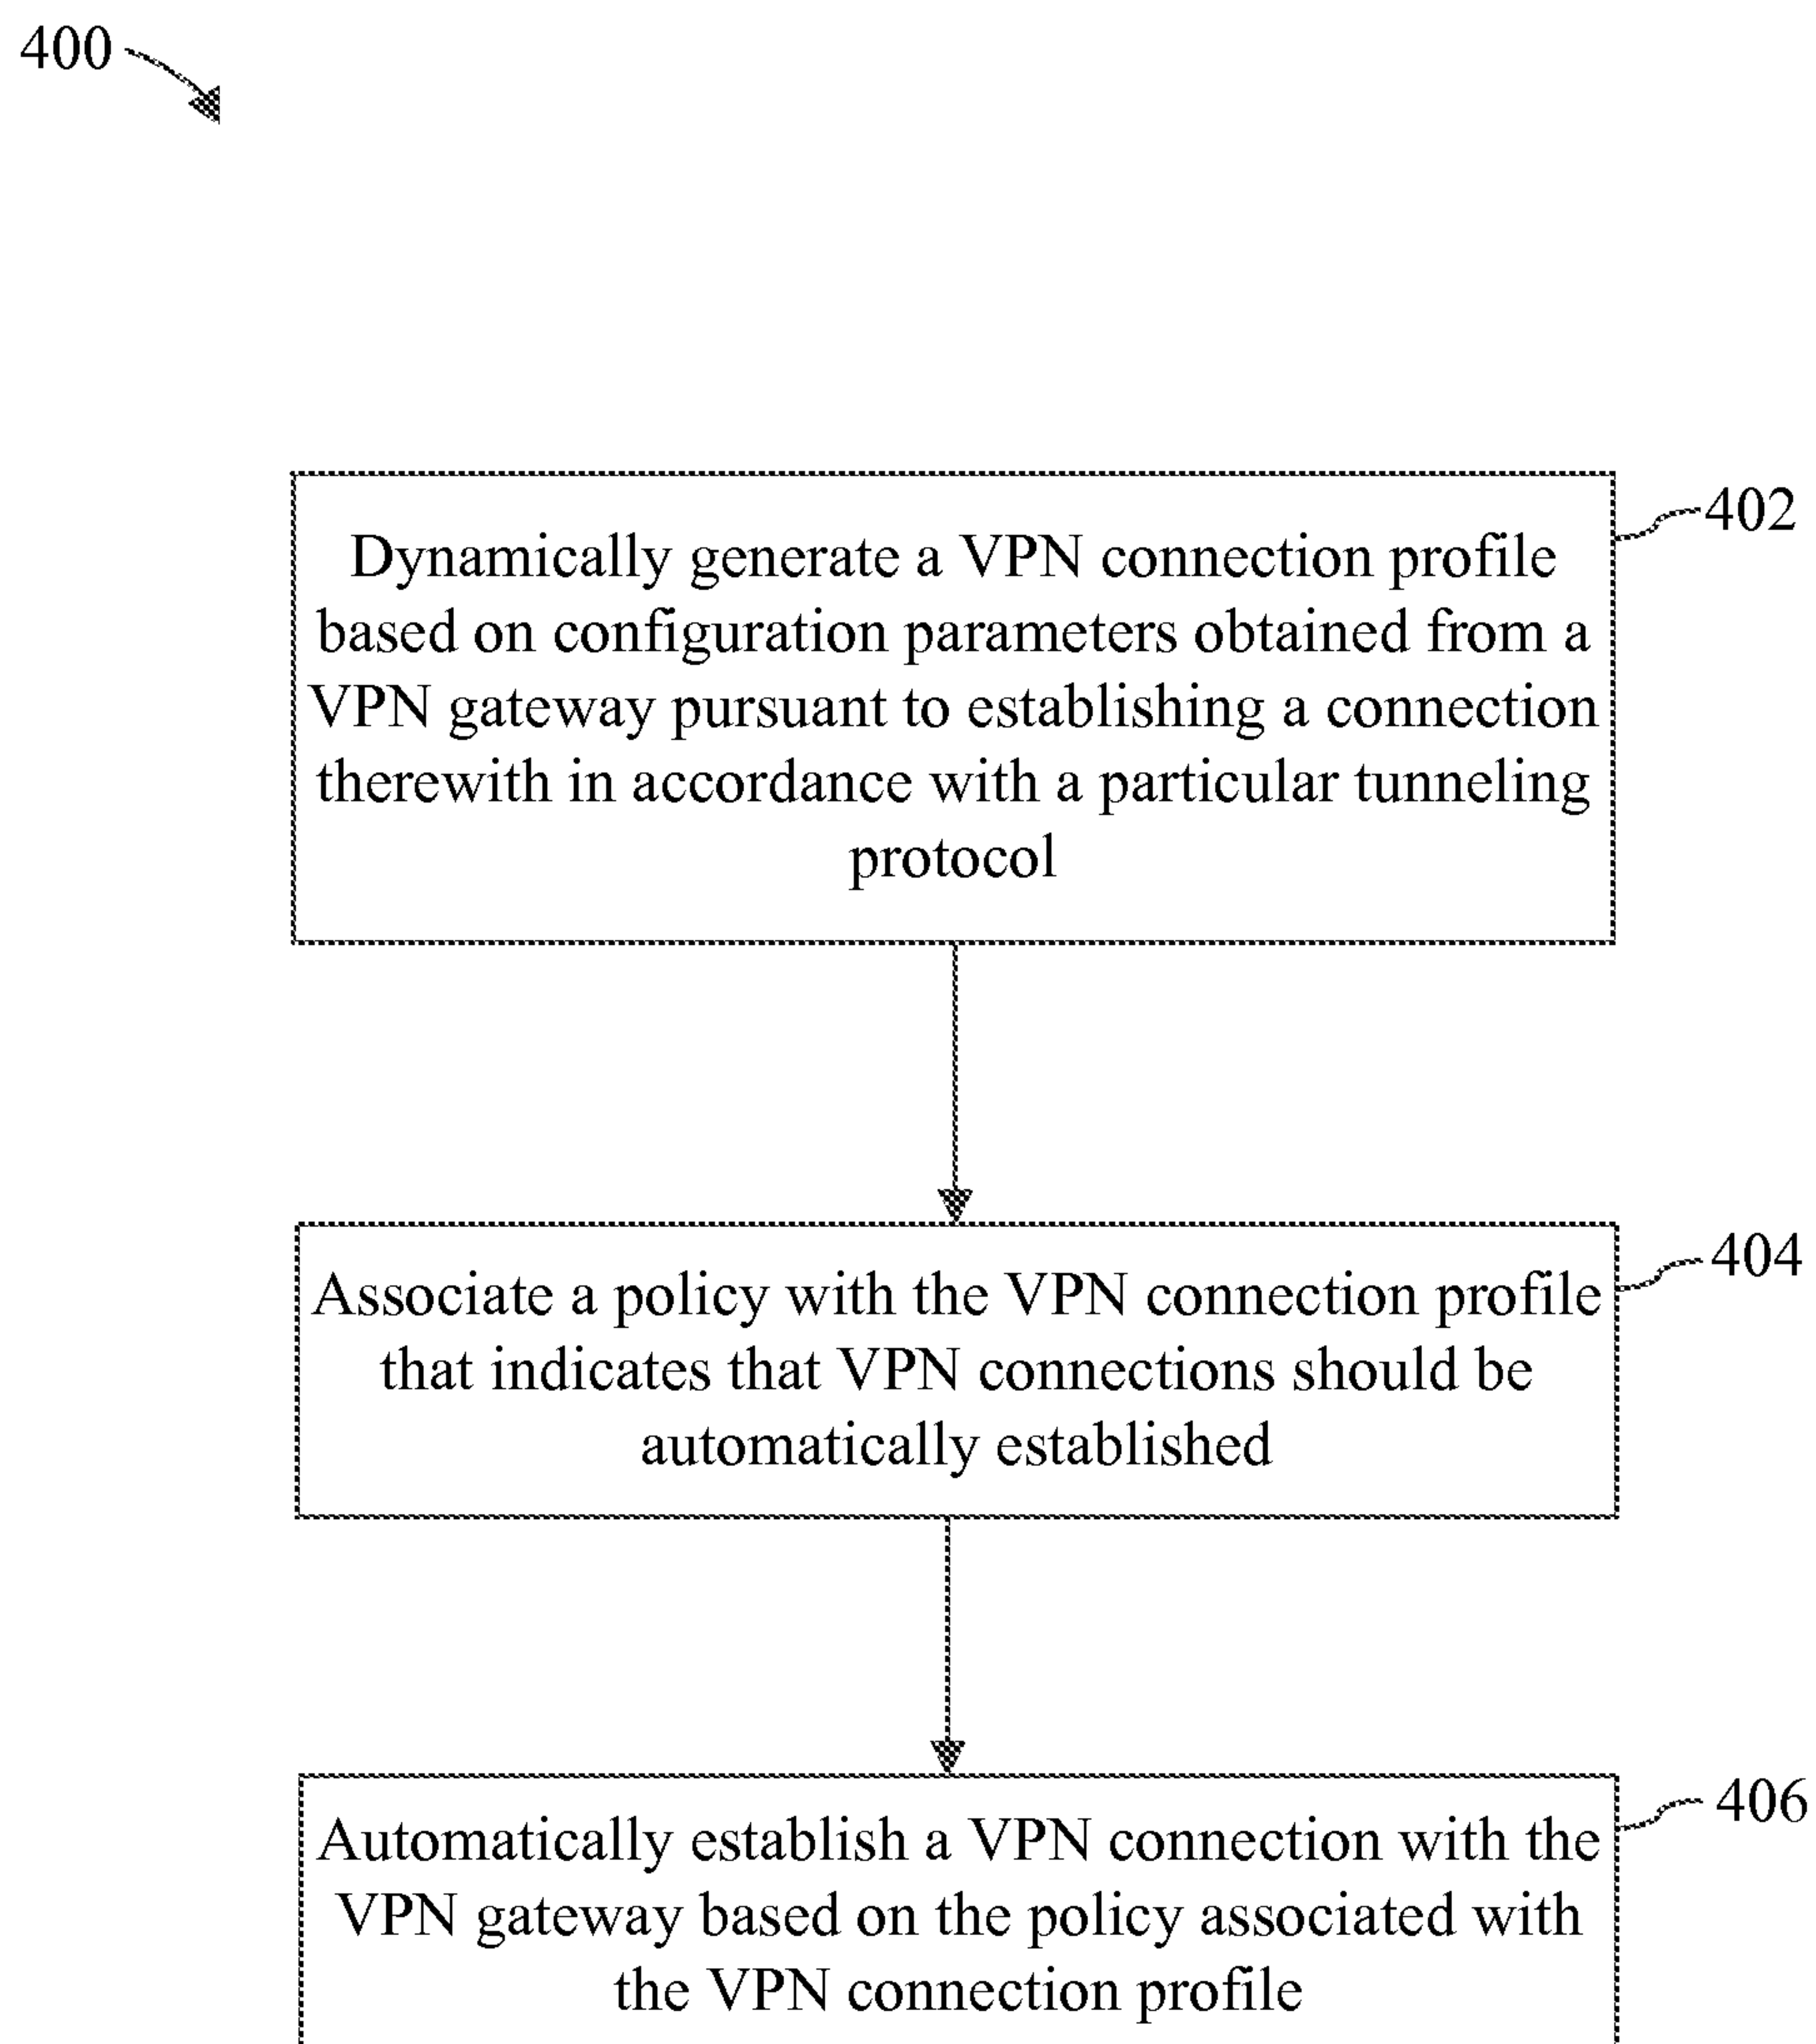 400
402
Dynamically generate a VPN connection profile
based on configuration parameters obtained from a
VPN gateway pursuant to establishing a connection
therewith in accordance with a particular tunneling
protocol
404
Associate a policy with the VPN connection profile
that indicates that VPN connections should be
automatically established
406
Automatically establish a VPN connection with the
VPN gateway based on the policy associated with
the VPN connection profile